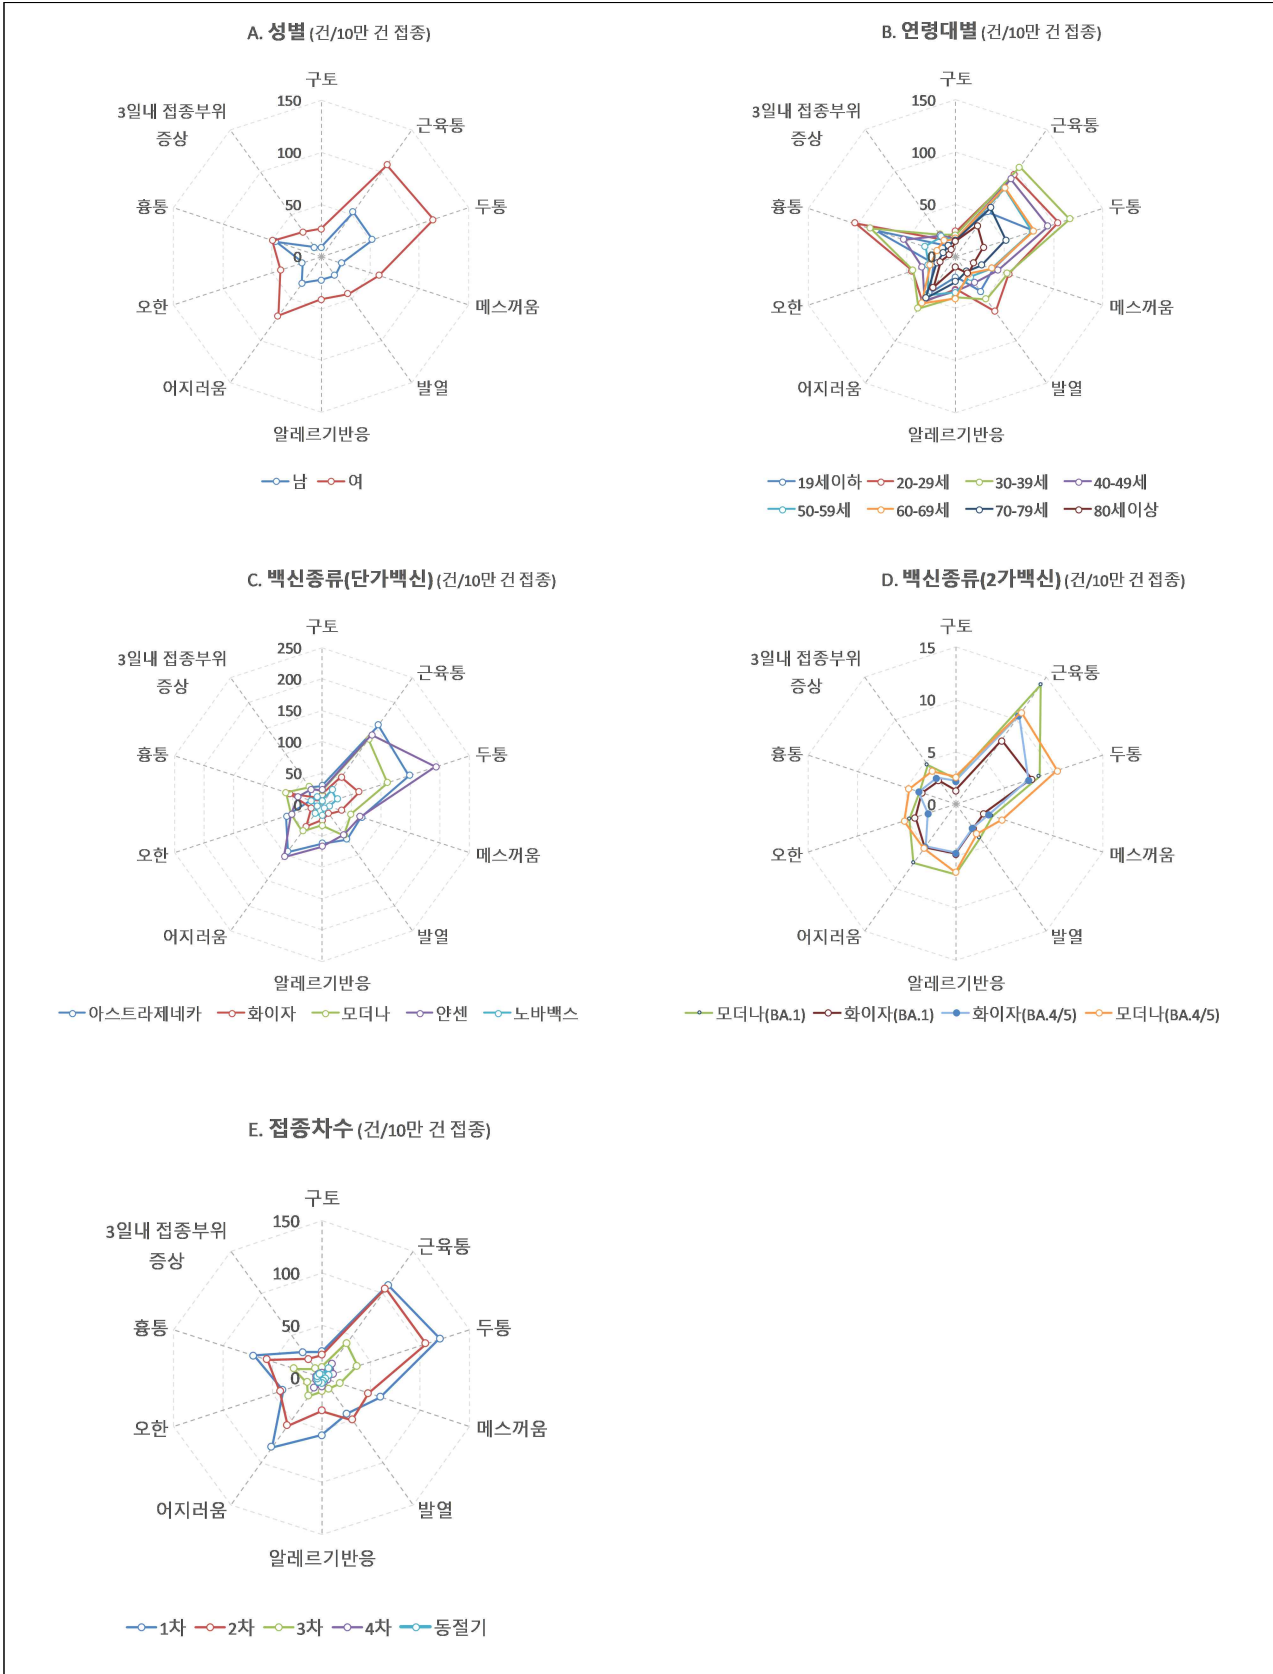 A. 성별 (건/10만 건 접종)
구토
근육통
두통
메스꺼움
발열
알레르기반응
어지러움
오한
흉통
3일내 접종부위
증상
150
100
50
0
남 여
B. 연령대별 (건/10만 건 접종)
구토
근육통
두통
메스꺼움
발열
알레르기반응
어지러움
오한
흉통
3일내 접종부위
증상
150
100
50
0
19세이하 20-29세 30-39세 40-49세
50-59세 60-69세 70-79세 80세이상
C. 백신종류(단가백신) (건/10만 건 접종)
구토
근육통
두통
메스꺼움
발열
알레르기반응
어지러움
오한
흉통
3일내 접종부위
증상
250
200
150
100
50
0
아스트라제네카 화이자 모더나 얀센 노바백스
D. 백신종류(2가백신) (건/10만 건 접종)
구토
근육통
두통
메스꺼움
발열
알레르기반응
어지러움
오한
흉통
3일내 접종부위
증상
15
10
5
0
모더나(BA.1) 화이자(BA.1) 화이자(BA.4/5) 모더나(BA.4/5)
E. 접종차수 (건/10만 건 접종)
구토
근육통
두통
메스꺼움
발열
알레르기반응
어지러움
오한
흉통
3일내 접종부위
증상
150
100
50
0
1차 2차 3차 4차 동절기